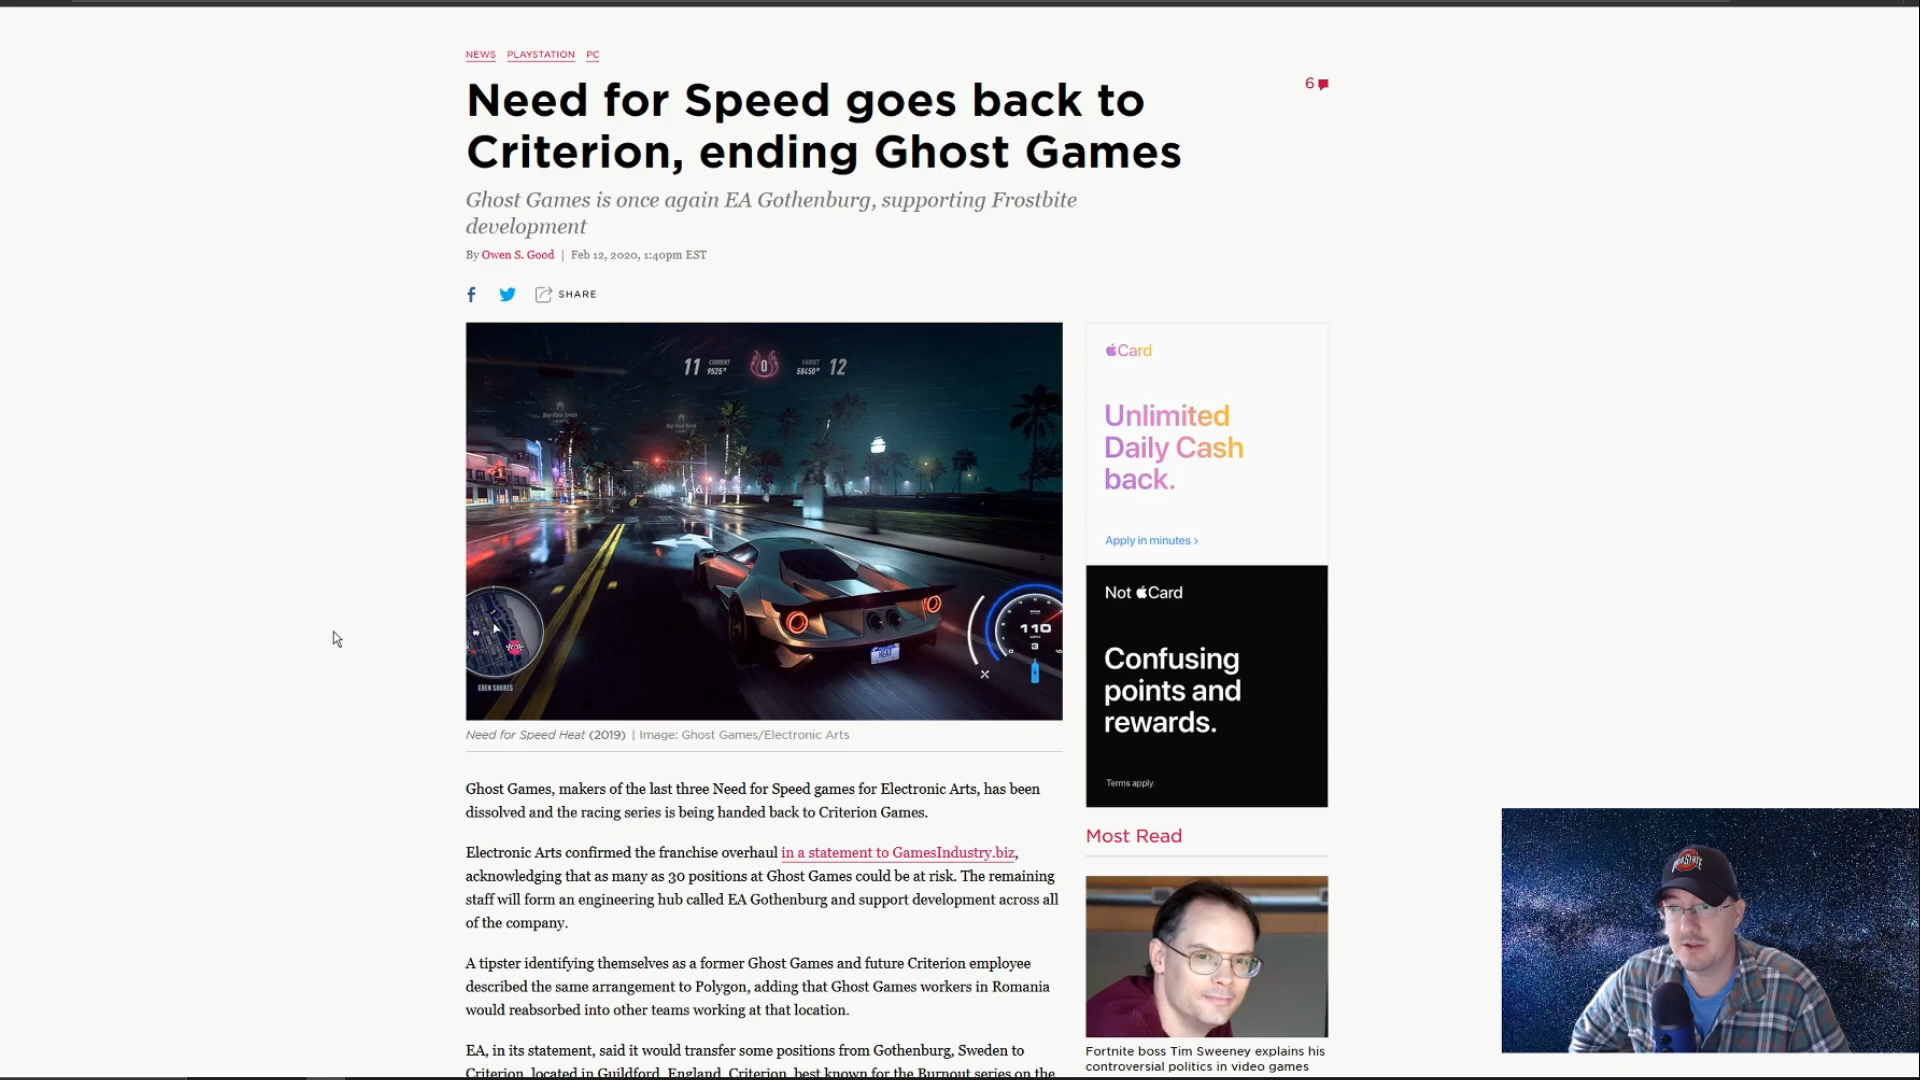 NEWS PLAYSTATION PC
Need for Speed goes back to
Criterion, ending Ghost Games
6
Ghost Games is once again EA Gothenburg, supporting Frostbite
development
By Owen S. Good | Feb 12, 2020, 1:40pm EST
SHARE
11 CURRENT 9525 0 TARGET 58450 12
110
3
HEAT
EDEN SHORES
Need for Speed Heat (2019) | Image: Ghost Games/Electronic Arts
Ghost Games, makers of the last three Need for Speed games for Electronic Arts, has been
dissolved and the racing series is being handed back to Criterion Games.
Electronic Arts confirmed the franchise overhaul in a statement to GamesIndustry.biz,
acknowledging that as many as 30 positions at Ghost Games could be at risk. The remaining
staff will form an engineering hub called EA Gothenburg and support development across all
of the company.
A tipster identifying themselves as a former Ghost Games and future Criterion employee
described the same arrangement to Polygon, adding that Ghost Games workers in Romania
would reabsorbed into other teams working at that location.
EA, in its statement, said it would transfer some positions from Gothenburg, Sweden to
Criterion, located in Guildford, England. Criterion, best known for the Burnout series on the
Card
Unlimited
Daily Cash
back.
Apply in minutes ›
Not Card
Confusing
points and
rewards.
Terms apply.
Most Read
Fortnite boss Tim Sweeney explains his
controversial politics in video games